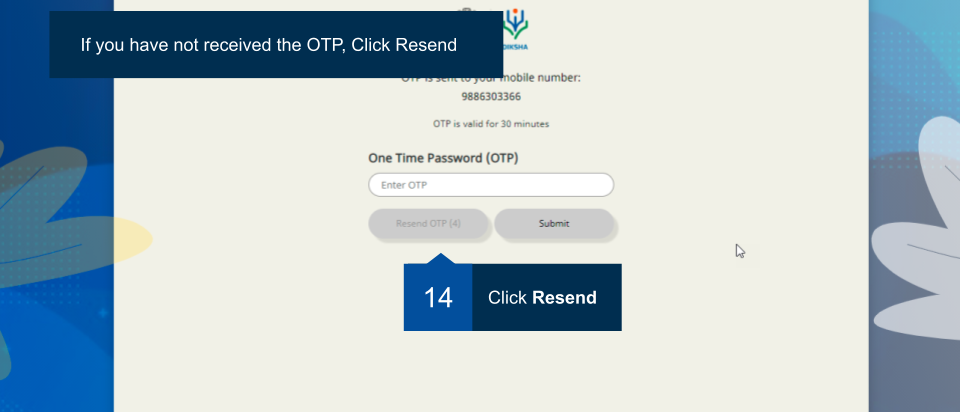 If you have not received the OTP, Click Resend
DIKSHA
OTP is sent to your mobile number:
9886303366
OTP is valid for 30 minutes
One Time Password (OTP)
Enter OTP
Resend OTP (4)
Submit
14
Click Resend